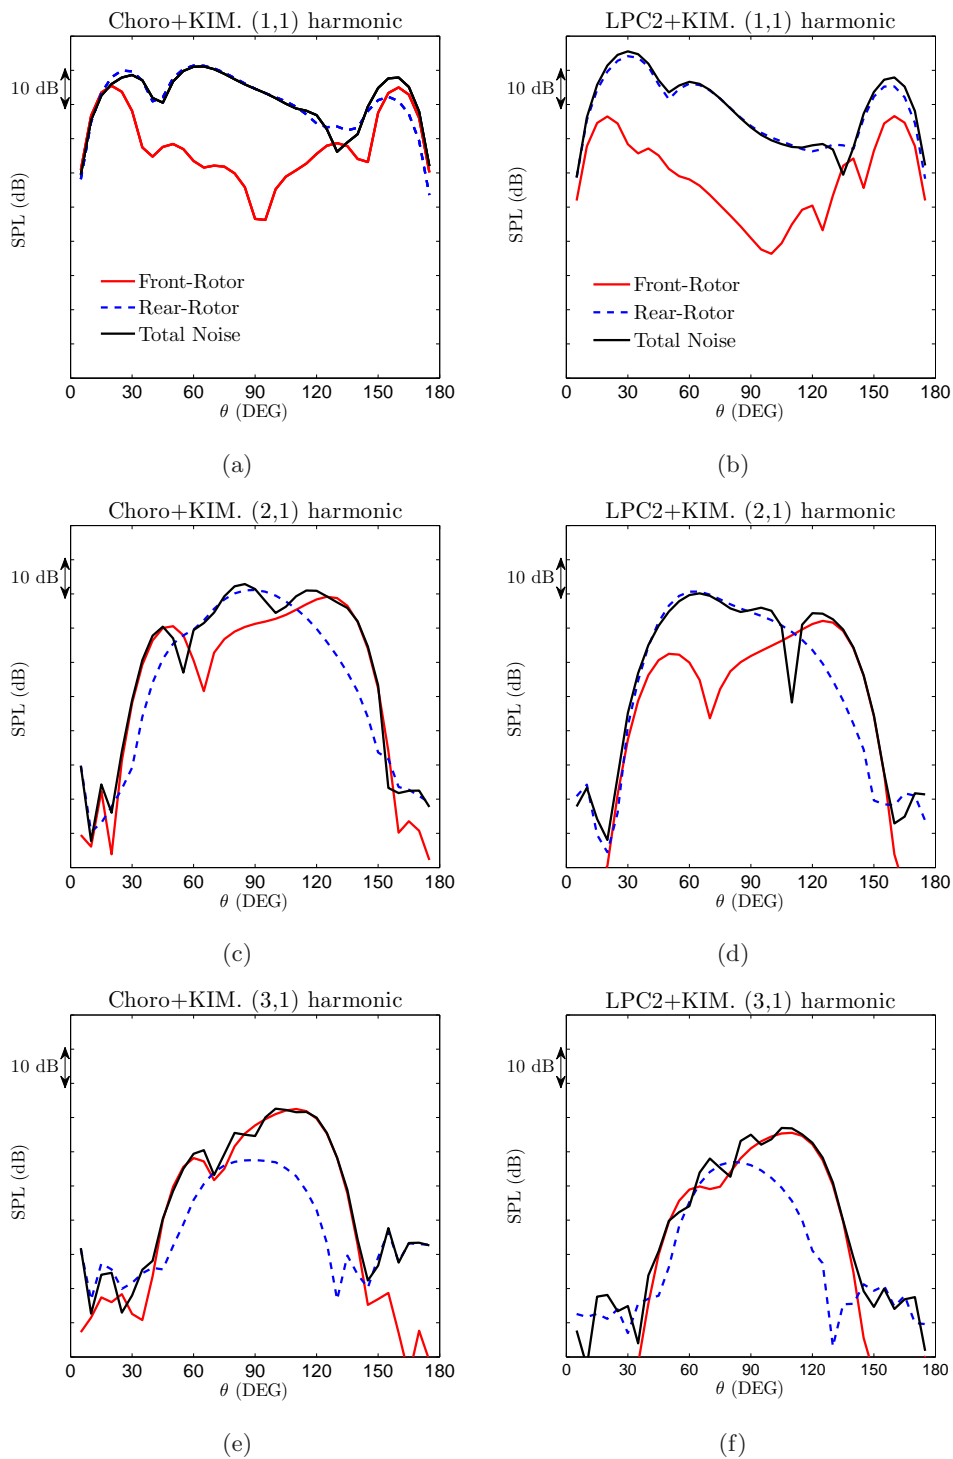 Choro+KIM. (1,1) harmonic
10 dB
SPL (dB)
Front-Rotor
Rear-Rotor
Total Noise
0 30 60 90 120 150 180
θ (DEG)
(a)
LPC2+KIM. (1,1) harmonic
10 dB
SPL (dB)
Front-Rotor
Rear-Rotor
Total Noise
0 30 60 90 120 150 180
θ (DEG)
(b)
Choro+KIM. (2,1) harmonic
10 dB
SPL (dB)
0 30 60 90 120 150 180
θ (DEG)
(c)
LPC2+KIM. (2,1) harmonic
10 dB
SPL (dB)
0 30 60 90 120 150 180
θ (DEG)
(d)
Choro+KIM. (3,1) harmonic
10 dB
SPL (dB)
0 30 60 90 120 150 180
θ (DEG)
(e)
LPC2+KIM. (3,1) harmonic
10 dB
SPL (dB)
0 30 60 90 120 150 180
θ (DEG)
(f)